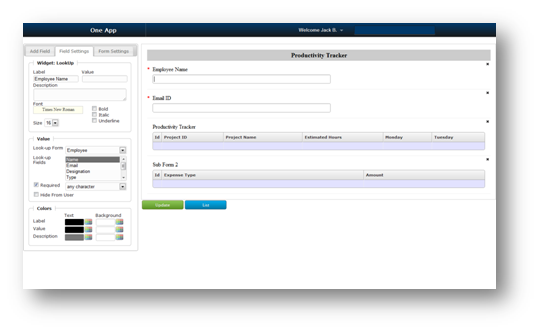 One App
Welcome Jack B.
Add Field Field Settings Form Settings
Widget: LookUp
Label Value
Employee Name
Description
Font
Times New Roman
Bold
Italic
Underline
Size 16
Value
Look-up Form Employee
Look-up Fields
Name
Email
Designation
Type
Required any character
Hide From User
Colors
Text Background
Label
Value
Description
Productivity Tracker
* Employee Name
* Email ID
Productivity Tracker
Id Project ID Project Name Estimated Hours Monday Tuesday
Sub Form 2
Id Expense Type Amount
Update List